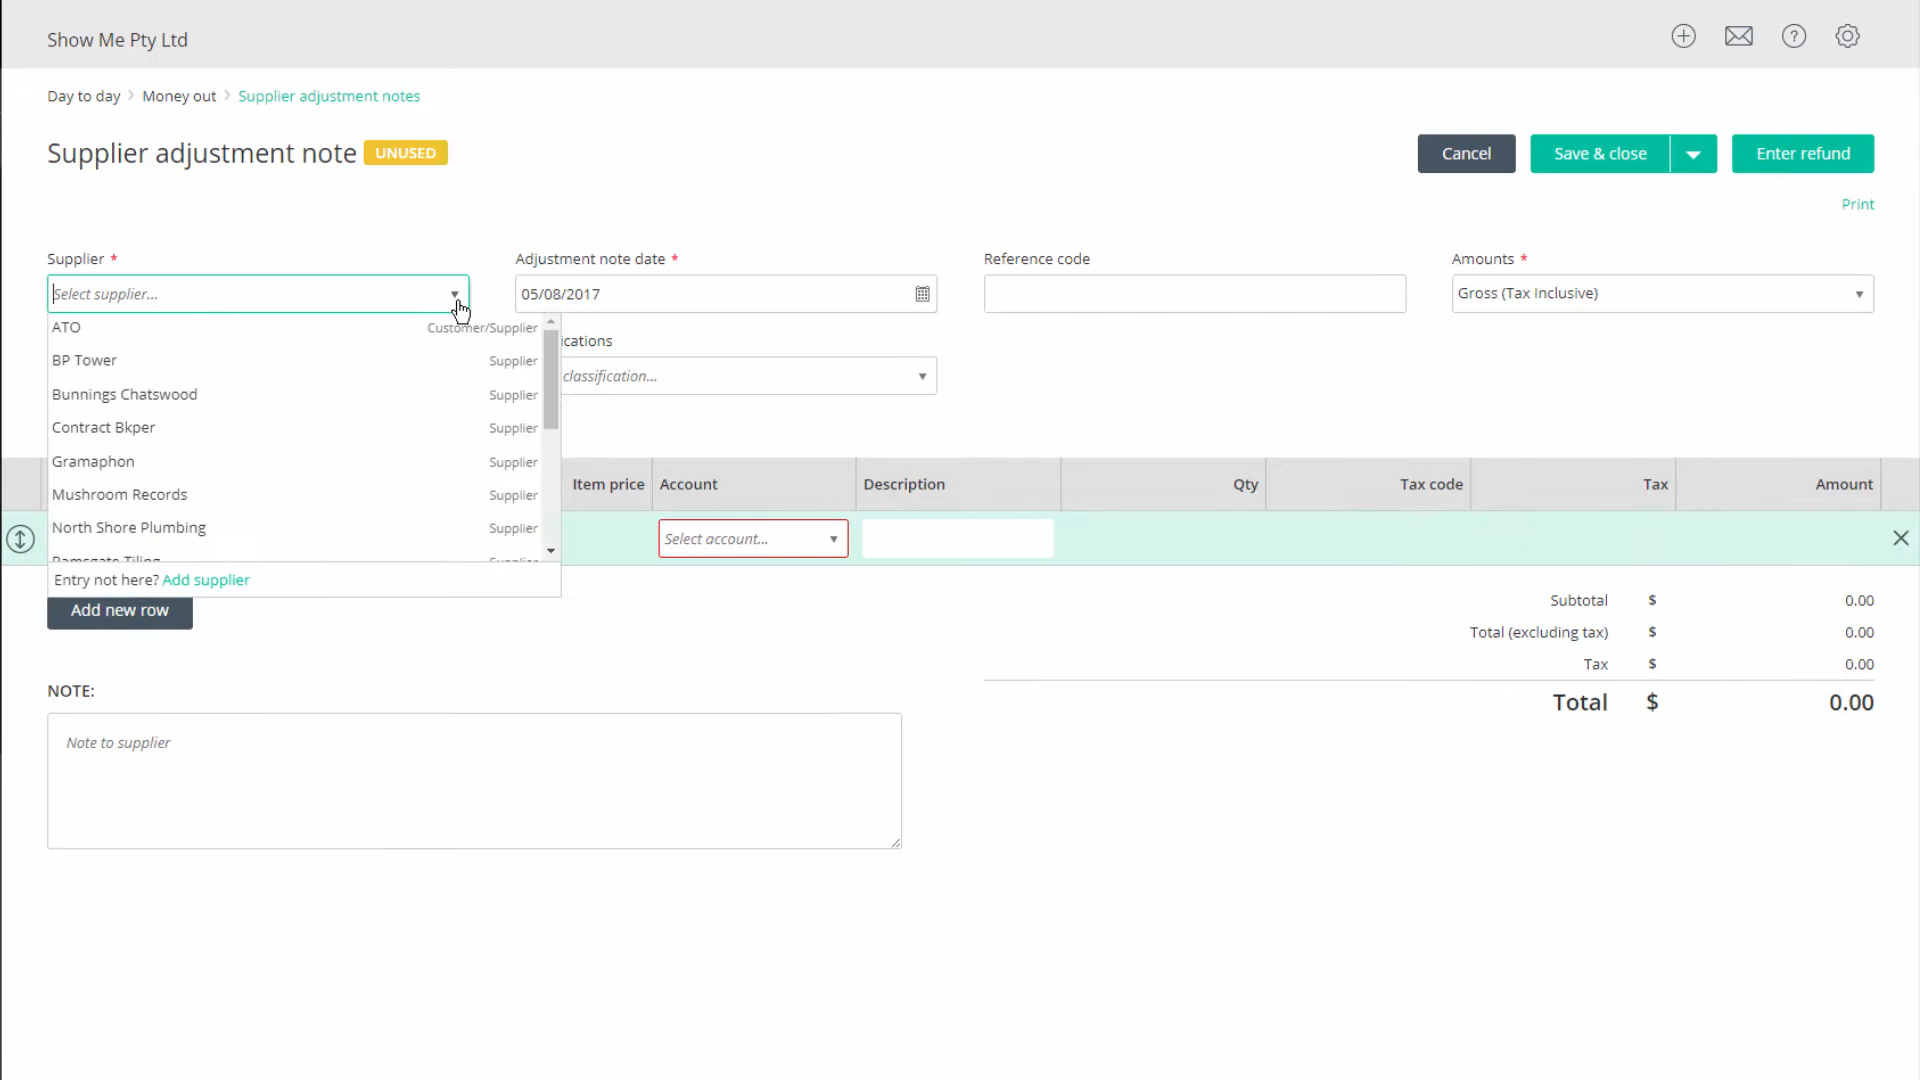 Show Me Pty Ltd
Day to day > Money out > Supplier adjustment notes
Supplier adjustment note UNUSED
Cancel Save & close Enter refund
Print
Supplier * Adjustment note date * Reference code Amounts *
Select supplier... 05/08/2017 Gross (Tax Inclusive)
ATO Customer/Supplier
ications
BP Tower Supplier
classification...
Bunnings Chatswood Supplier
Contract Bkper Supplier
Gramaphon Supplier
Item price Account Description Qty Tax code Tax Amount
Mushroom Records Supplier
North Shore Plumbing Supplier
Select account...
Ramsgate Tiling Supplier
Entry not here? Add supplier
Add new row
Subtotal $ 0.00
Total (excluding tax) $ 0.00
Tax $ 0.00
Total $ 0.00
NOTE:
Note to supplier